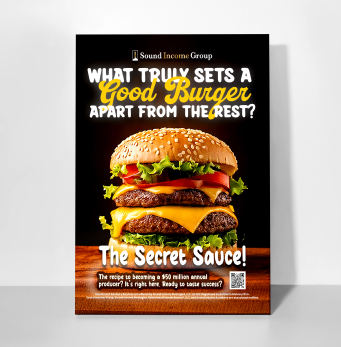 Sound Income Group
WHAT TRULY SETS A
Good Burger
APART FROM THE REST?
The Secret Sauce!
The recipe to becoming a $50 million annual
producer? It's right here. Ready to taste success?